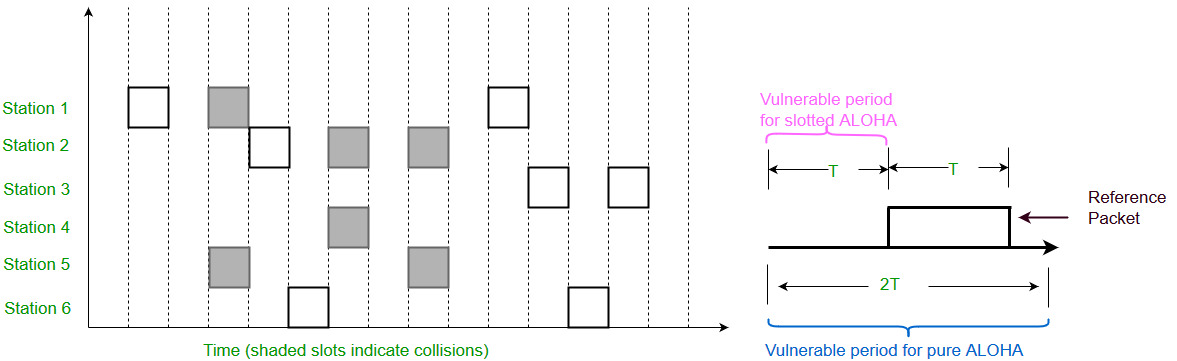 Station 1
Station 2
Station 3
Station 4
Station 5
Station 6
Time (shaded slots indicate collisions)
Vulnerable period
for slotted ALOHA
T
T
Reference
Packet
2T
Vulnerable period for pure ALOHA